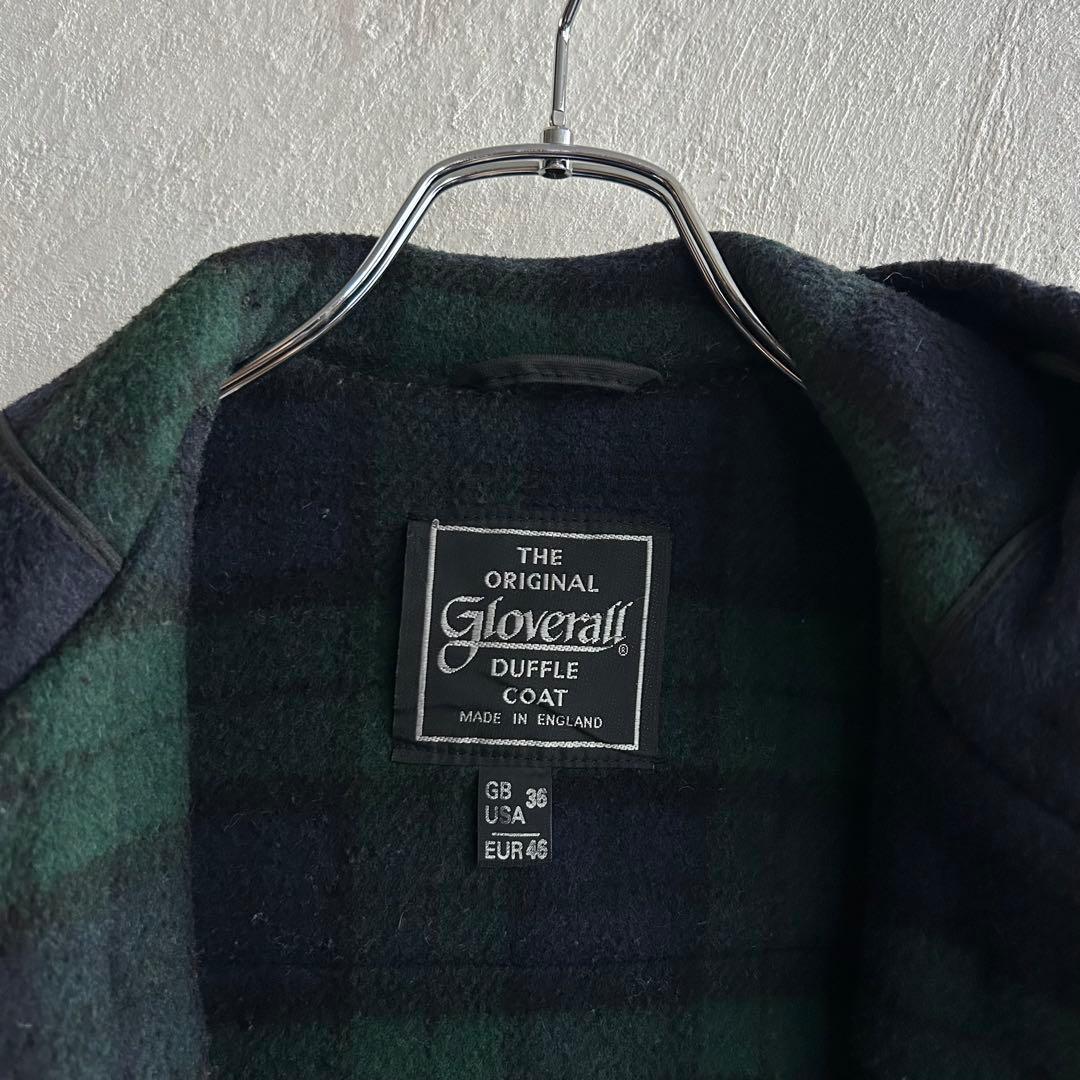 THE
ORIGINAL
Gloverall®
DUFFLE
COAT
MADE IN ENGLAND
GB 36
USA
EUR 46